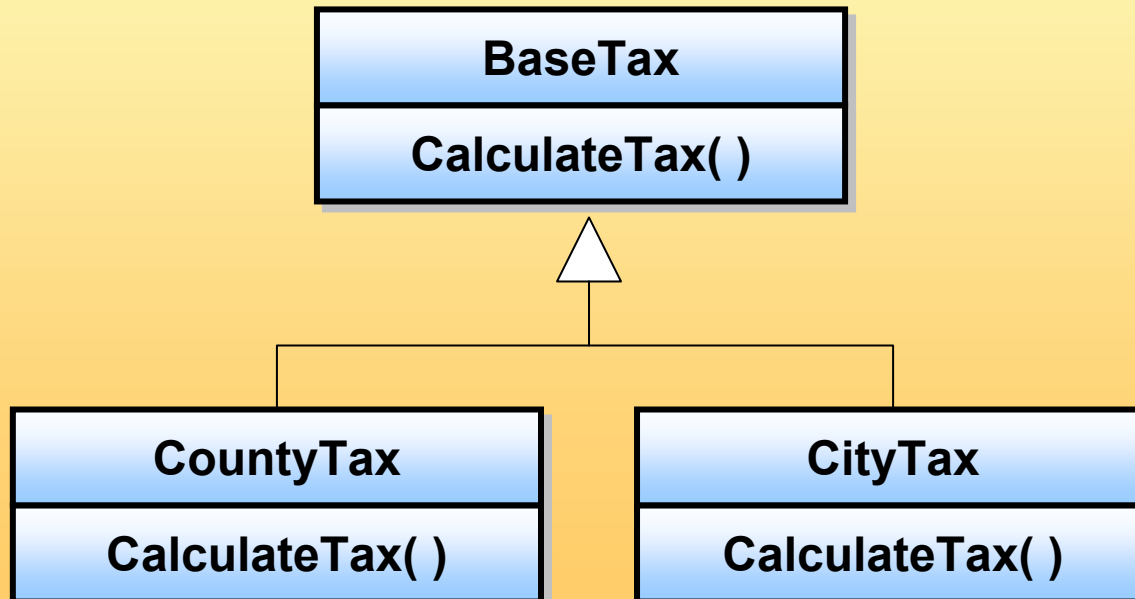 BaseTax
CalculateTax( )
CountyTax
CalculateTax( )
CityTax
CalculateTax( )